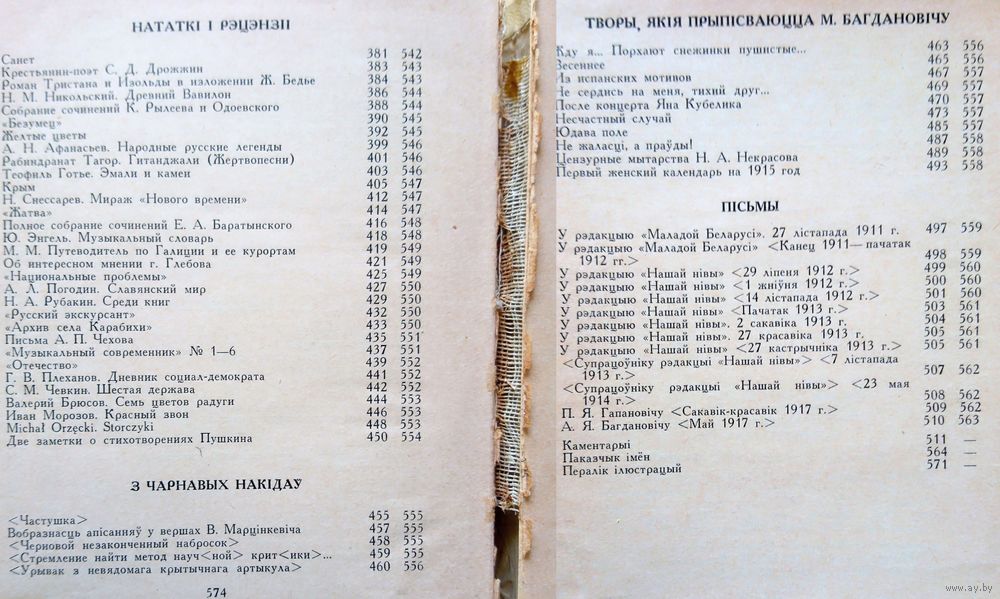 НАТАТКІ І РЭЦЭНЗІІ
Санет 381 542
Крестьянин-поэт С. Д. Дрожжин 383 543
Роман Тристана и Изольды в изложении Ж. Бедье 384 543
Н. М. Никольский. Древний Вавилон 386 544
Собрание сочинений К. Рылеева и Одоевского 388 544
«Безумец» 390 545
Желтые цветы 392 545
А. Н. Афанасьев. Народные русские легенды 399 546
Рабиндранат Тагор. Гитанджали (Жертвопесни) 401 546
Теофиль Готье. Эмали и камеи 403 546
Крым 405 547
Н. Снессарев. Мираж «Нового времени» 412 547
«Жатва» 414 547
Полное собрание сочинений Е. А. Баратынского 416 548
Ю. Энгель. Музыкальный словарь 418 548
М. М. Путеводитель по Галиции и ее курортам 419 549
Об интересном мнении г. Глебова 421 549
«Национальные проблемы» 425 549
А. Л. Погодин. Славянский мир 427 550
Н. А. Рубакин. Среди книг 429 550
«Русский экскурсант» 432 550
«Архив села Карабихи» 433 550
Письма А. П. Чехова 435 551
«Музыкальный современник» № 1—6 437 551
«Отечество» 439 552
Г. В. Плеханов. Дневник социал-демократа 441 552
С. М. Чевкин. Шестая держава 442 552
Валерий Брюсов. Семь цветов радуги 444 553
Иван Морозов. Красный звон 446 553
Michał Orzęcki. Storczyki 448 553
Две заметки о стихотворениях Пушкина 450 554
З ЧАРНАВЫХ НАКІДАЎ
<Частушка> 455 555
Вобразнасць апісанняў у вершах В. Марцінкевіча 457 555
<Черновой незаконченный набросок> 458 555
<Стремление найти метод науч<ной> крит<ики>... 459 555
<Урывак з невядомага крытычнага артыкула> 460 556
574
ТВОРЫ, ЯКІЯ ПРЫПІСВАЮЦЦА М. БАГДАНОВІЧУ
Жду я... Порхают снежинки пушистые... 463 556
Весеннее 465 556
Из испанских мотивов 467 557
Не сердись на меня, тихий друг... 469 557
После концерта Яна Кубелика 470 557
Несчастный случай 473 557
Юдава поле 485 557
Не жаласці, а праўды! 487 558
Цензурные мытарства Н. А. Некрасова 489 558
Первый женский календарь на 1915 год 493 558
ПІСЬМЫ
У рэдакцыю «Маладой Беларусі». 27 лістапада 1911 г. 497 559
У рэдакцыю «Маладой Беларусі» <Канец 1911— пачатак
1912 гг.> 498 559
У рэдакцыю «Нашай нівы» <29 ліпеня 1912 г.> 499 560
У рэдакцыю «Нашай нівы» <1 жніўня 1912 г.> 500 560
У рэдакцыю «Нашай нівы» <14 лістапада 1912 г.> 501 560
У рэдакцыю «Нашай нівы» <Пачатак 1913 г.> 503 561
У рэдакцыю «Нашай нівы». 2 сакавіка 1913 г. 504 561
У рэдакцыю «Нашай нівы». 27 красавіка 1913 г. 505 561
У рэдакцыю «Нашай нівы» <27 кастрычніка 1913 г.> 505 561
<Супрацоўніку рэдакцыі «Нашай нівы»> <7 лістапада
1913 г.> 507 562
<Супрацоўніку рэдакцыі «Нашай нівы»> <23 мая
1914 г.> 508 562
П. Я. Гапановічу <Сакавік-красавік 1917 г.> 509 562
А. Я. Багдановічу <Май 1917 г.> 510 563
Каментарыі 511 —
Паказчык імён 564 —
Пералік ілюстрацый 571 —
www.ay.by